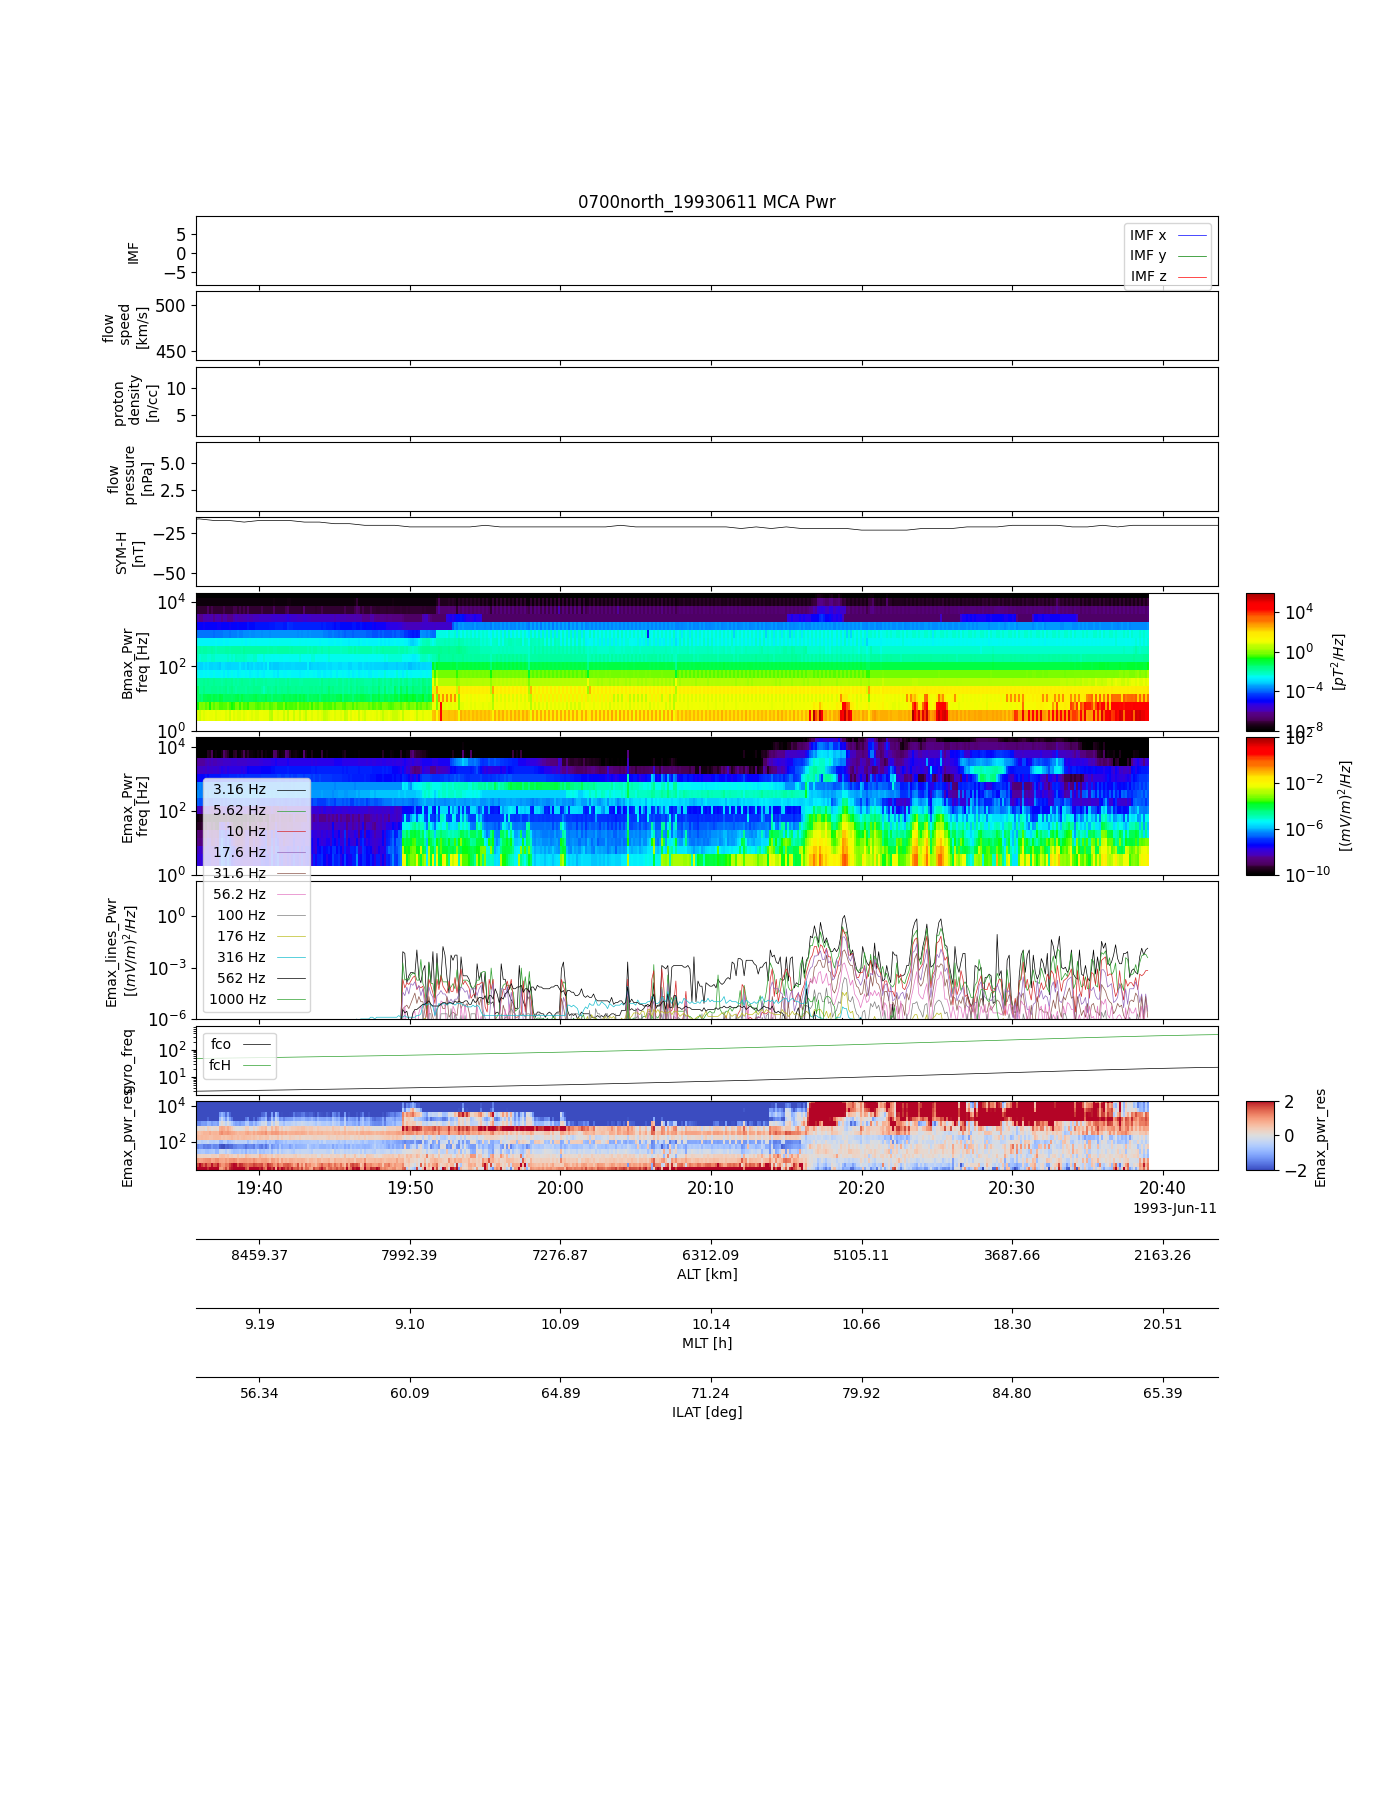 0700north_19930611 MCA Pwr
IMF
5
0
−5
IMF x
IMF y
IMF z
flow
speed
[km/s]
500
450
proton
density
[n/cc]
10
5
flow
pressure
[nPa]
5.0
2.5
SYM-H
[nT]
−25
−50
Bmax_Pwr
freq [Hz]
10^4
10^2
10^0
10^4
10^0
10^−4
10^−8
[pT^2/Hz]
Emax_Pwr
freq [Hz]
10^4
10^2
10^0
10^2
10^−2
10^−6
10^−10
[(mV/m)^2/Hz]
3.16 Hz
5.62 Hz
10 Hz
17.6 Hz
31.6 Hz
56.2 Hz
100 Hz
176 Hz
316 Hz
562 Hz
1000 Hz
Emax_lines_Pwr
[(mV/m)^2/Hz]
10^0
10^−3
10^−6
gyro_freq
10^2
10^1
fco
fcH
Emax_pwr_res
10^4
10^2
2
0
−2
Emax_pwr_res
19:40 19:50 20:00 20:10 20:20 20:30 20:40
1993-Jun-11
8459.37 7992.39 7276.87 6312.09 5105.11 3687.66 2163.26
ALT [km]
9.19 9.10 10.09 10.14 10.66 18.30 20.51
MLT [h]
56.34 60.09 64.89 71.24 79.92 84.80 65.39
ILAT [deg]